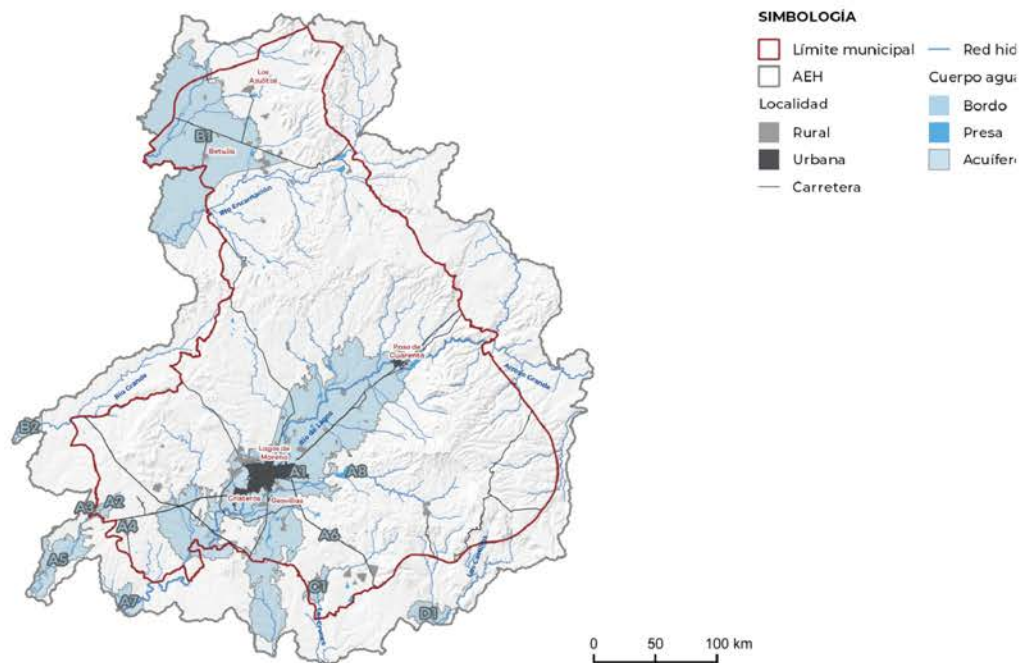 SIMBOLOGÍA
Límite municipal
AEH
Localidad
Rural
Urbana
Carretera
Red hid
Cuerpo agua
Bordo
Presa
Acuífer
Los Azulitos
B1
Betulia
Río Encarnación
Paso de Cuarenta
Arroyo Grande
Río Grande
B2
Río de Lagos
Lagos de Moreno
A1
A8
Cristeros
Geovillas
A3
A2
A4
A6
A5
A7
C1
D1
0 50 100 km